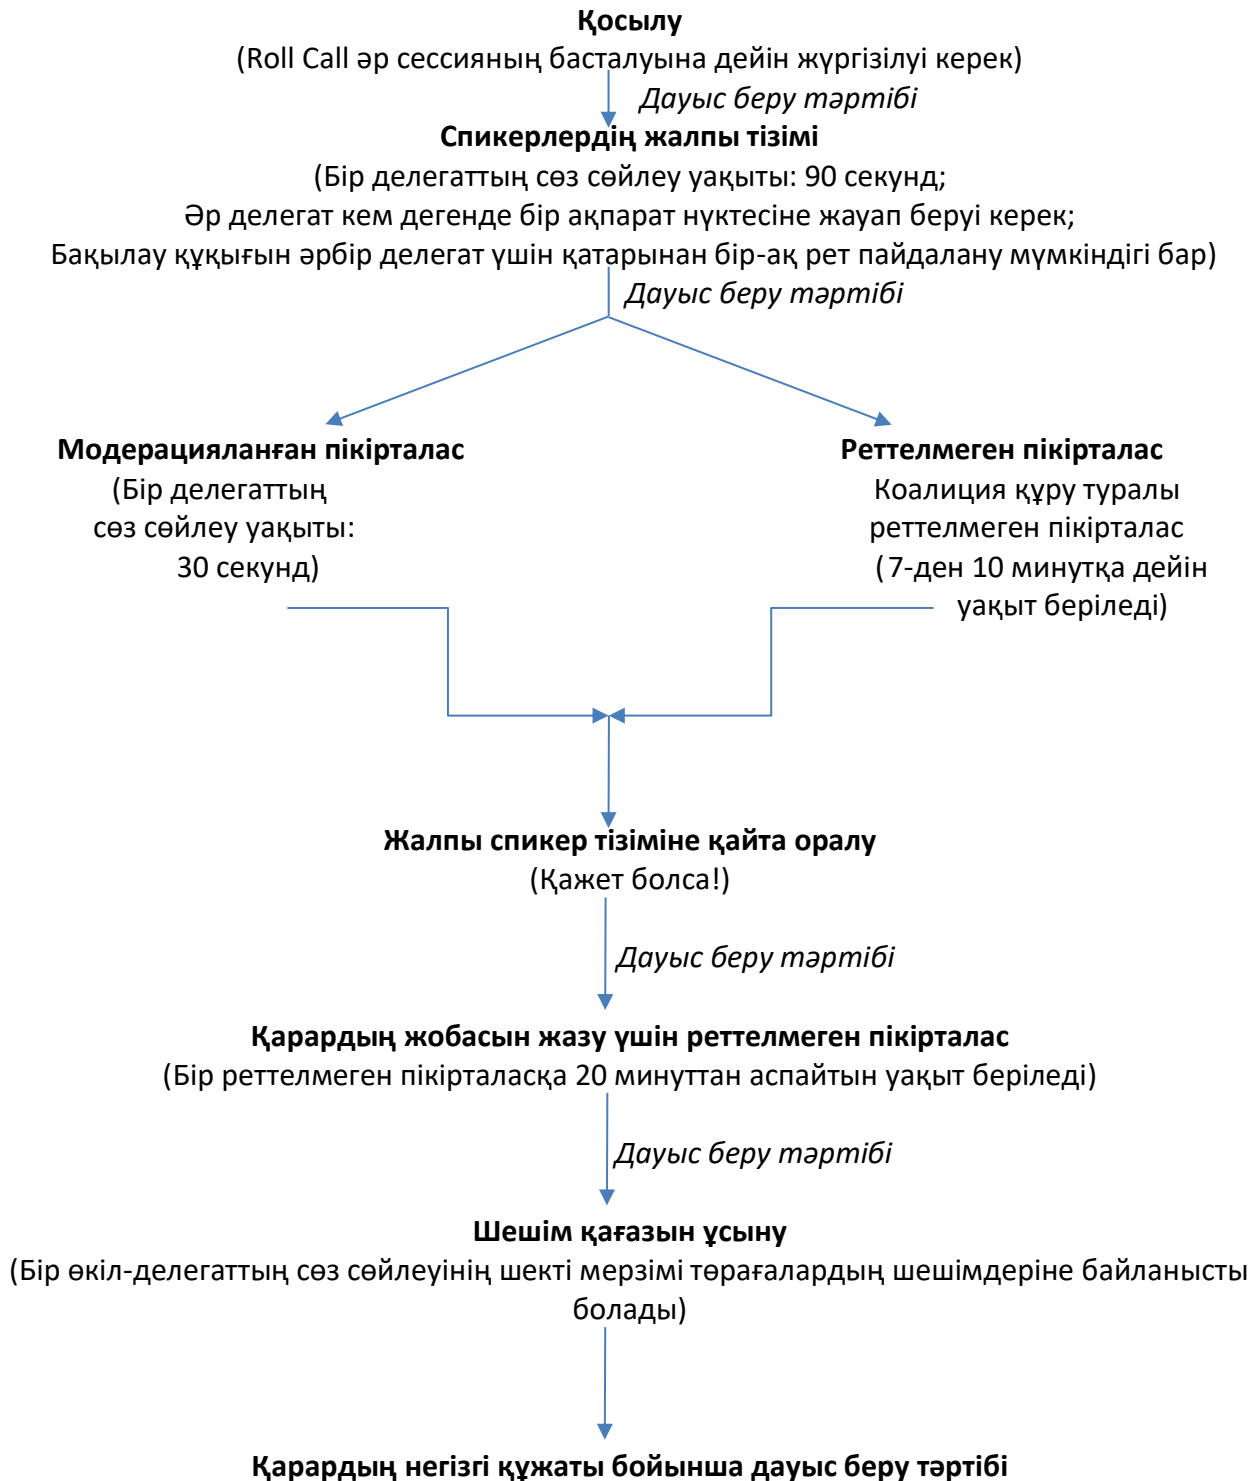 Қосылу
(Roll Call әр сессияның басталуына дейін жүргізілуі керек)
Дауыс беру тәртібі
Спикерлердің жалпы тізімі
(Бір делегаттың сөз сөйлеу уақыты: 90 секунд;
Әр делегат кем дегенде бір ақпарат нүктесіне жауап беруі керек;
Бақылау құқығын әрбір делегат үшін қатарынан бір-ақ рет пайдалану мүмкіндігі бар)
Дауыс беру тәртібі
Модерацияланған пікірталас
(Бір делегаттың
сөз сөйлеу уақыты:
30 секунд)
Реттелмеген пікірталас
Коалиция құру туралы
реттелмеген пікірталас
(7-ден 10 минутқа дейін
уақыт беріледі)
Жалпы спикер тізіміне қайта оралу
(Қажет болса!)
Дауыс беру тәртібі
Қарардың жобасын жазу үшін реттелмеген пікірталас
(Бір реттелмеген пікірталасқа 20 минуттан аспайтын уақыт беріледі)
Дауыс беру тәртібі
Шешім қағазын ұсыну
(Бір өкіл-делегаттың сөз сөйлеуінің шекті мерзімі төрағалардың шешімдеріне байланысты
болады)
Қарардың негізгі құжаты бойынша дауыс беру тәртібі